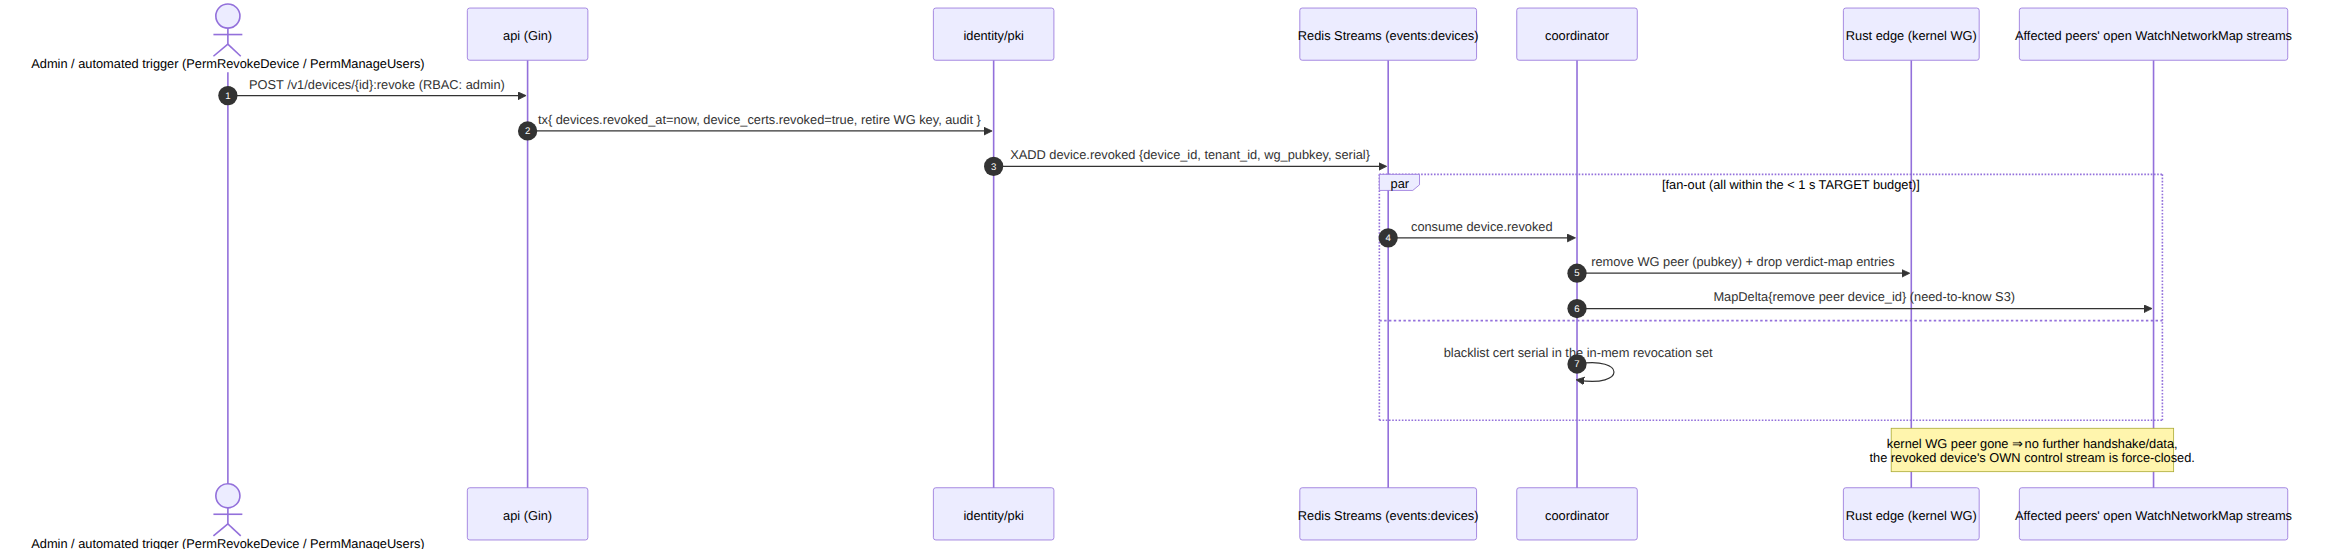 Admin / automated trigger (PermRevokeDevice / PermManageUsers)
api (Gin)
identity/pki
Redis Streams (events:devices)
coordinator
Rust edge (kernel WG)
Affected peers' open WatchNetworkMap streams
1
POST /v1/devices/{id}:revoke (RBAC: admin)
2
tx{ devices.revoked_at=now, device_certs.revoked=true, retire WG key, audit }
3
XADD device.revoked {device_id, tenant_id, wg_pubkey, serial}
par
[fan-out (all within the < 1 s TARGET budget)]
4
consume device.revoked
5
remove WG peer (pubkey) + drop verdict-map entries
6
MapDelta{remove peer device_id} (need-to-know S3)
7
blacklist cert serial in the in-mem revocation set
kernel WG peer gone ⇒ no further handshake/data,
the revoked device's OWN control stream is force-closed.
Admin / automated trigger (PermRevokeDevice / PermManageUsers)
api (Gin)
identity/pki
Redis Streams (events:devices)
coordinator
Rust edge (kernel WG)
Affected peers' open WatchNetworkMap streams